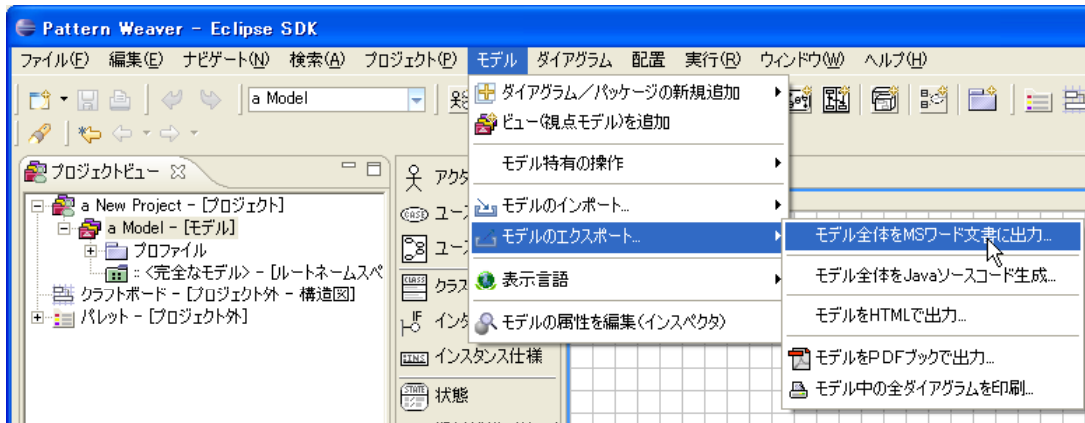 Pattern Weaver - Eclipse SDK
ファイル(F) 編集(E) ナビゲート(N) 検索(A) プロジェクト(P) モデル ダイアグラム 配置 実行(R) ウィンドウ(W) ヘルプ(H)
a Model
ダイアグラム／パッケージの新規追加
ビュー(視点モデル)を追加
モデル特有の操作
モデルのインポート...
モデルのエクスポート...
表示言語
モデルの属性を編集(インスペクタ)
モデル全体をMSワード文書に出力...
モデル全体をJavaソースコード生成...
モデルをHTMLで出力...
モデルをPDFブックで出力...
モデル中の全ダイアグラムを印刷...
プロジェクトビュー
a New Project - [プロジェクト]
a Model - [モデル]
プロファイル
:: <完全なモデル> - [ルートネームスペ
クラフトボード - [プロジェクト外 - 構造図]
パレット - [プロジェクト外]
アクタ
CASE ユー
ユー
CLASS クラス
IF インタ
INS インスタンス仕様
STATE 状態